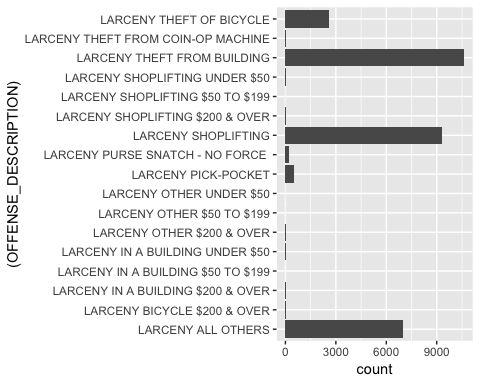 LARCENY THEFT OF BICYCLE
LARCENY THEFT FROM COIN-OP MACHINE
LARCENY THEFT FROM BUILDING
LARCENY SHOPLIFTING UNDER $50
LARCENY SHOPLIFTING $50 TO $199
LARCENY SHOPLIFTING $200 & OVER
LARCENY SHOPLIFTING
LARCENY PURSE SNATCH - NO FORCE
LARCENY PICK-POCKET
LARCENY OTHER UNDER $50
LARCENY OTHER $50 TO $199
LARCENY OTHER $200 & OVER
LARCENY IN A BUILDING UNDER $50
LARCENY IN A BUILDING $50 TO $199
LARCENY IN A BUILDING $200 & OVER
LARCENY BICYCLE $200 & OVER
LARCENY ALL OTHERS
(OFFENSE_DESCRIPTION)
0 3000 6000 9000
count